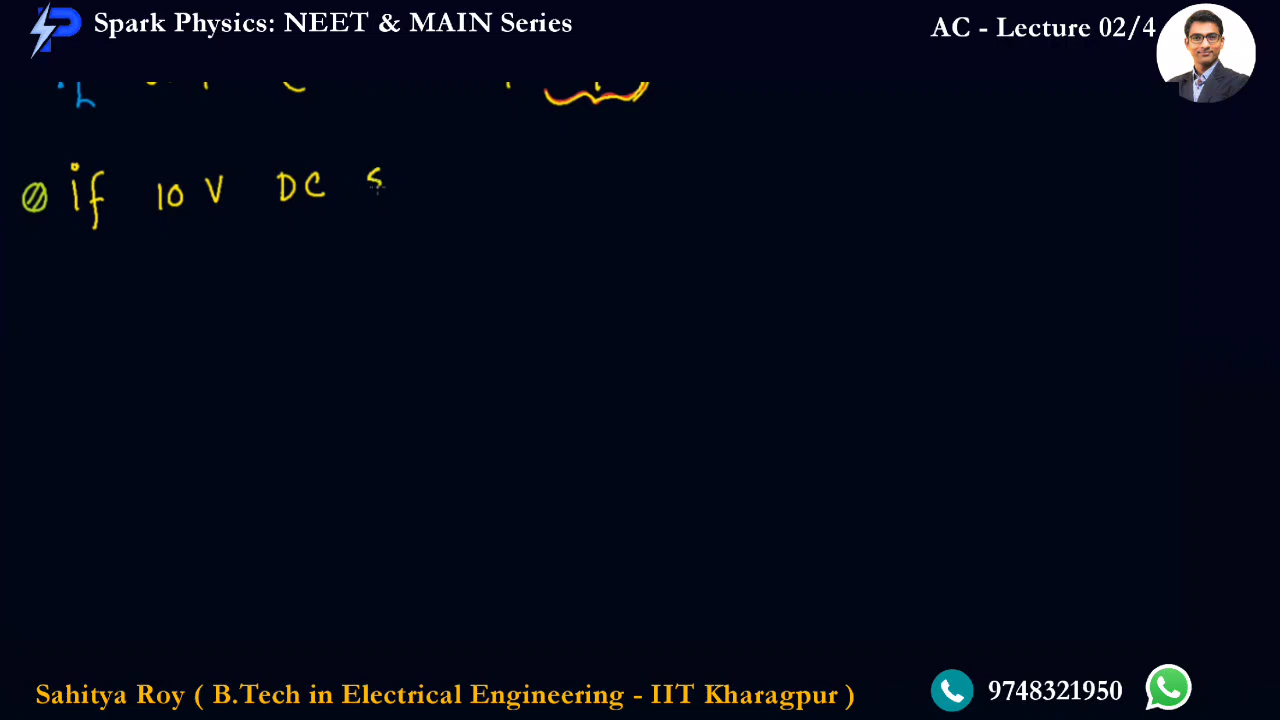 Spark Physics: NEET & MAIN Series
AC - Lecture 02/4
if 10 V DC s
Sahitya Roy ( B.Tech in Electrical Engineering - IIT Kharagpur )
9748321950